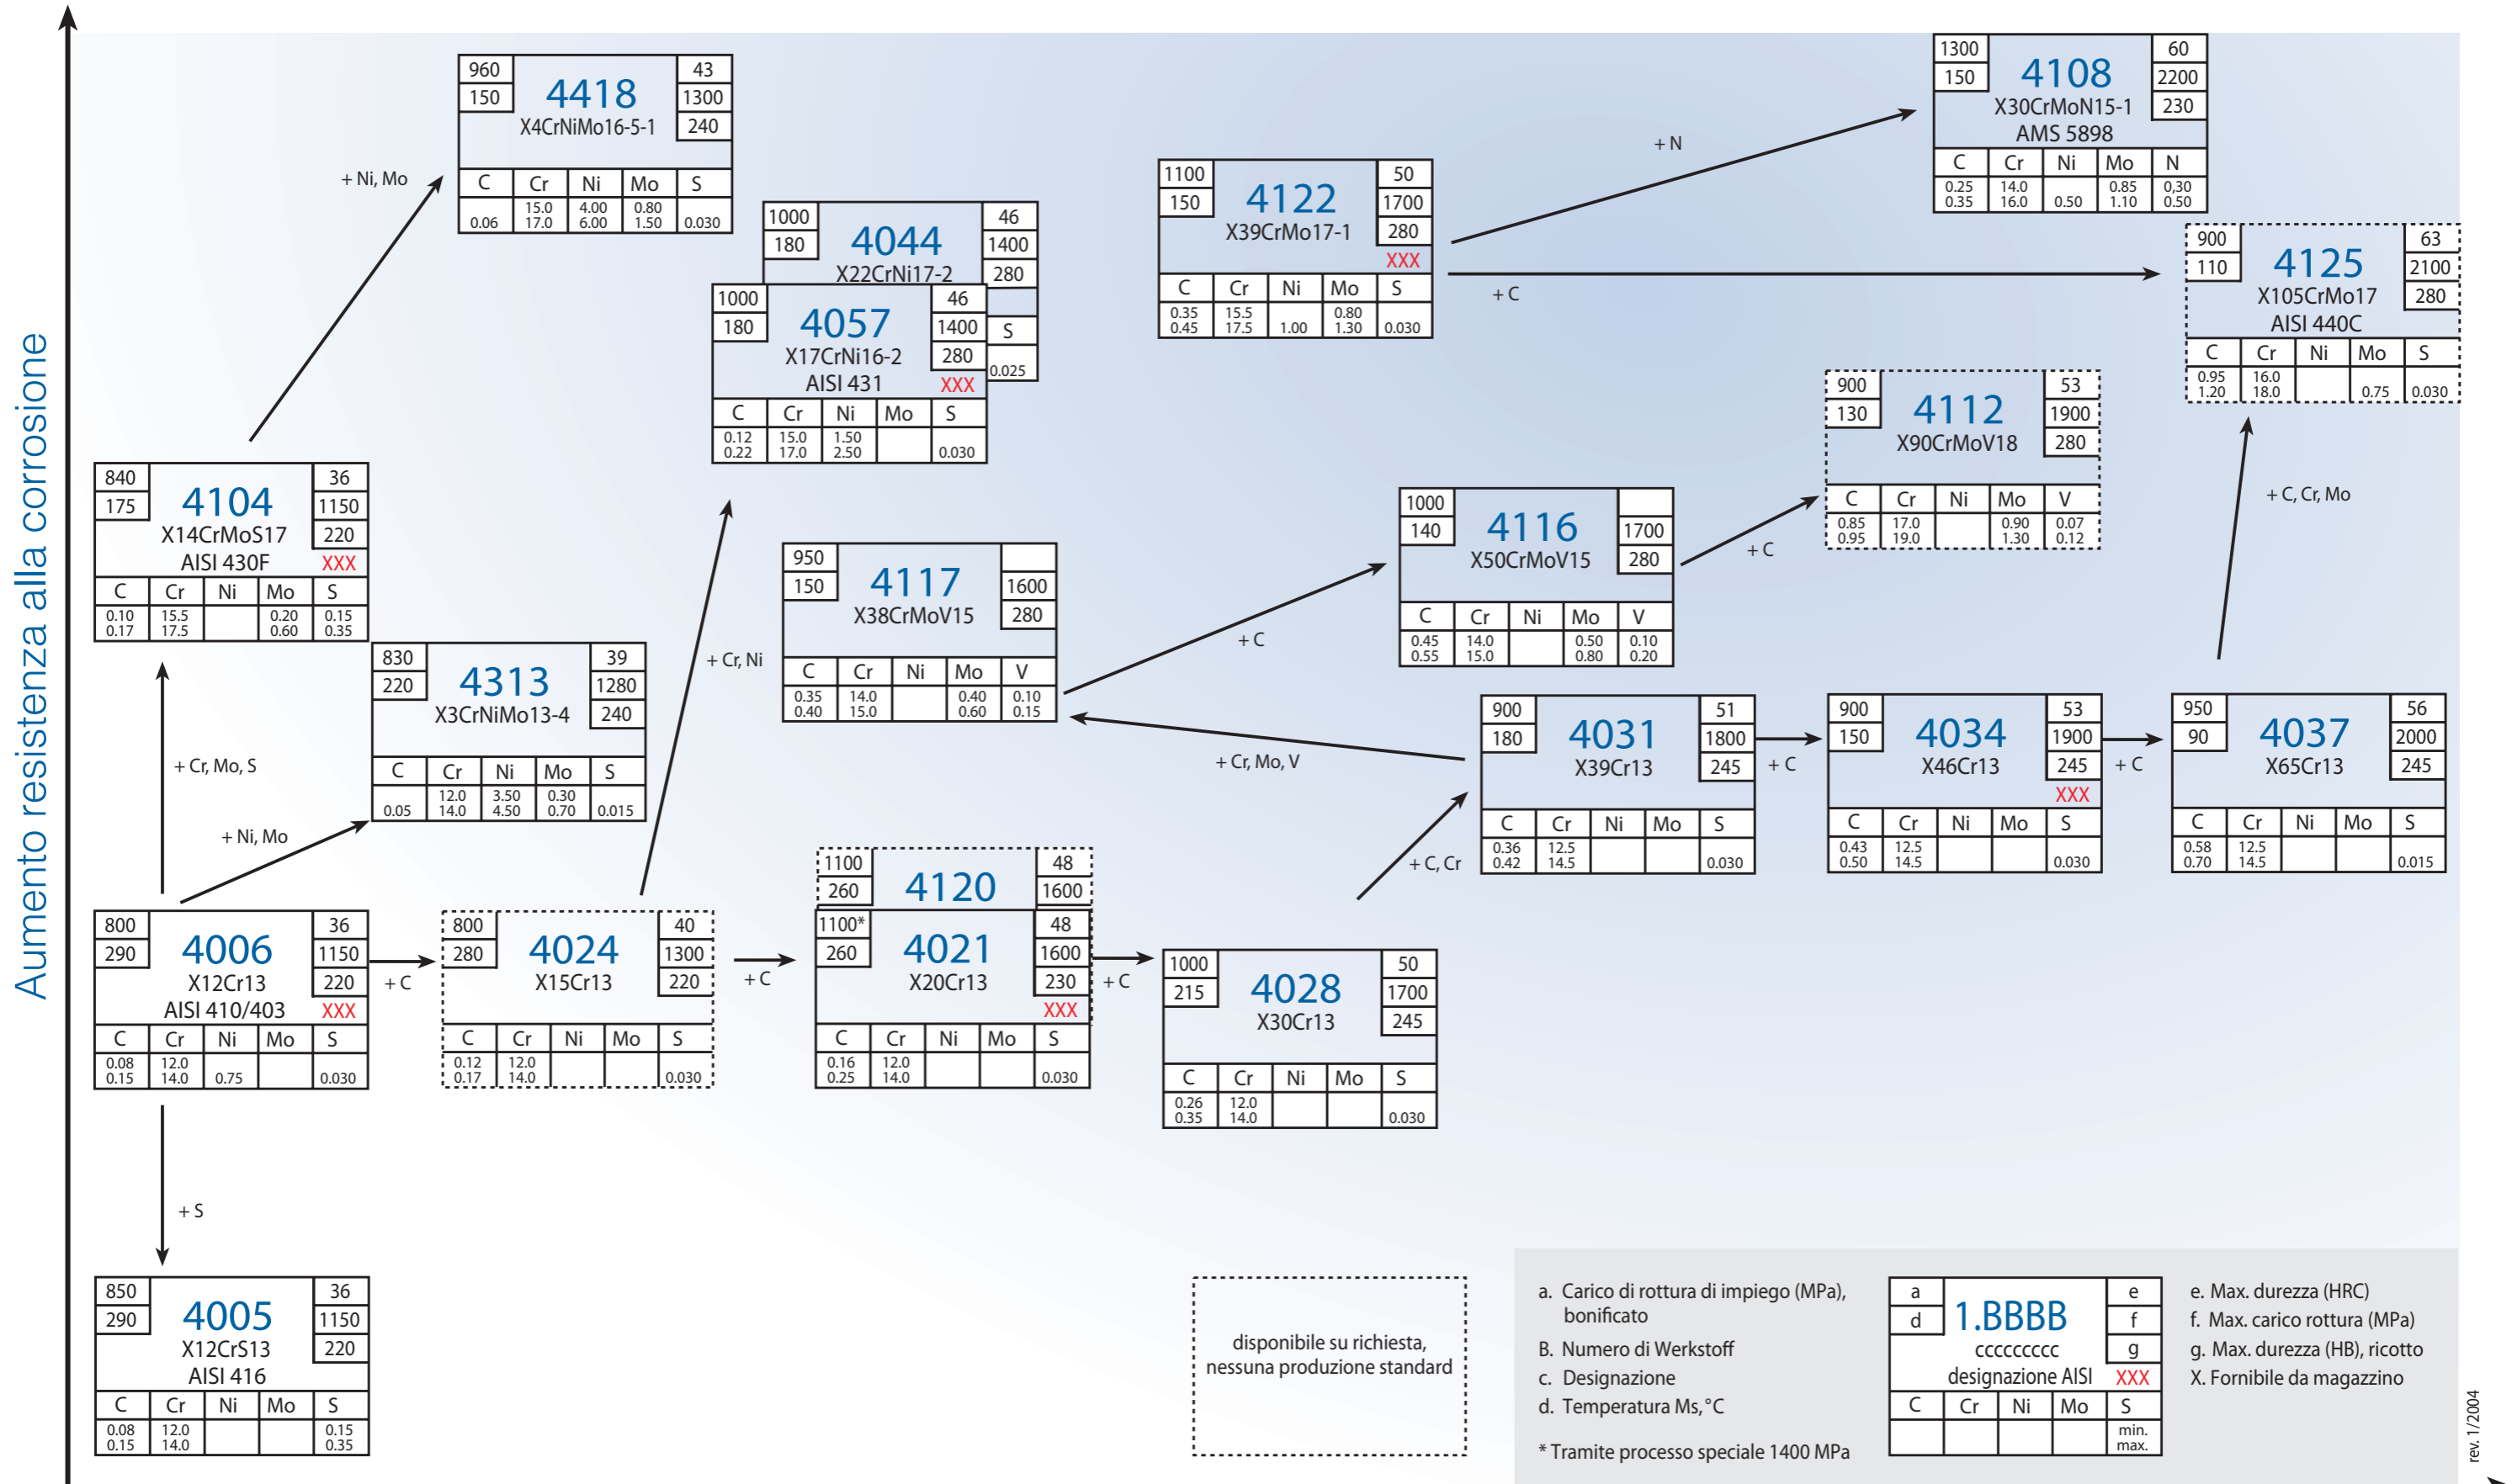 Aumento resistenza alla corrosione
960 43
150 4418 1300
X4CrNiMo16-5-1 240
C Cr Ni Mo S
15.0 4.00 0.80
0.06 17.0 6.00 1.50 0.030
+ Ni, Mo
1000 46
180 4044 1400
X22CrNi17-2 280
S
0.025
1000 46
180 4057 1400
X17CrNi16-2 280
AISI 431 XXX
C Cr Ni Mo S
0.12 15.0 1.50
0.22 17.0 2.50 0.030
1100 50
150 4122 1700
X39CrMo17-1 280
XXX
C Cr Ni Mo S
0.35 15.5 0.80
0.45 17.5 1.00 1.30 0.030
+ N
+ C
1300 60
150 4108 2200
X30CrMoN15-1 230
AMS 5898
C Cr Ni Mo N
0.25 14.0 0.85 0,30
0.35 16.0 0.50 1.10 0.50
900 63
110 4125 2100
X105CrMo17 280
AISI 440C
C Cr Ni Mo S
0.95 16.0
1.20 18.0 0.75 0.030
900 53
130 4112 1900
X90CrMoV18 280
C Cr Ni Mo V
0.85 17.0 0.90 0.07
0.95 19.0 1.30 0.12
+ C, Cr, Mo
840 36
175 4104 1150
X14CrMoS17 220
AISI 430F XXX
C Cr Ni Mo S
0.10 15.5 0.20 0.15
0.17 17.5 0.60 0.35
1000
140 4116 1700
X50CrMoV15 280
C Cr Ni Mo V
0.45 14.0 0.50 0.10
0.55 15.0 0.80 0.20
+ C
950
150 4117 1600
X38CrMoV15 280
C Cr Ni Mo V
0.35 14.0 0.40 0.10
0.40 15.0 0.60 0.15
+ C
+ Cr, Ni
830 39
220 4313 1280
X3CrNiMo13-4 240
C Cr Ni Mo S
12.0 3.50 0.30
0.05 14.0 4.50 0.70 0.015
+ Cr, Mo, S
+ Ni, Mo
+ Cr, Mo, V
900 51
180 4031 1800
X39Cr13 245
C Cr Ni Mo S
0.36 12.5
0.42 14.5 0.030
+ C
900 53
150 4034 1900
X46Cr13 245
XXX
C Cr Ni Mo S
0.43 12.5
0.50 14.5 0.030
+ C
950 56
90 4037 2000
X65Cr13 245
C Cr Ni Mo S
0.58 12.5
0.70 14.5 0.015
+ C, Cr
800 36
290 4006 1150
X12Cr13 220
AISI 410/403 XXX
C Cr Ni Mo S
0.08 12.0
0.15 14.0 0.75 0.030
+ C
800 40
280 4024 1300
X15Cr13 220
C Cr Ni Mo S
0.12 12.0
0.17 14.0 0.030
+ C
1100 48
260 4120 1600
1100* 48
260 4021 1600
X20Cr13 230
XXX
C Cr Ni Mo S
0.16 12.0
0.25 14.0 0.030
+ C
1000 50
215 4028 1700
X30Cr13 245
C Cr Ni Mo S
0.26 12.0
0.35 14.0 0.030
+ S
850 36
290 4005 1150
X12CrS13 220
AISI 416
C Cr Ni Mo S
0.08 12.0 0.15
0.15 14.0 0.35
disponibile su richiesta,
nessuna produzione standard
a. Carico di rottura di impiego (MPa),
bonificato
B. Numero di Werkstoff
c. Designazione
d. Temperatura Ms,°C
* Tramite processo speciale 1400 MPa
a e
d 1.BBBB f
ccccccccc g
designazione AISI XXX
C Cr Ni Mo S
min.
max.
e. Max. durezza (HRC)
f. Max. carico rottura (MPa)
g. Max. durezza (HB), ricotto
X. Fornibile da magazzino
rev. 1/2004